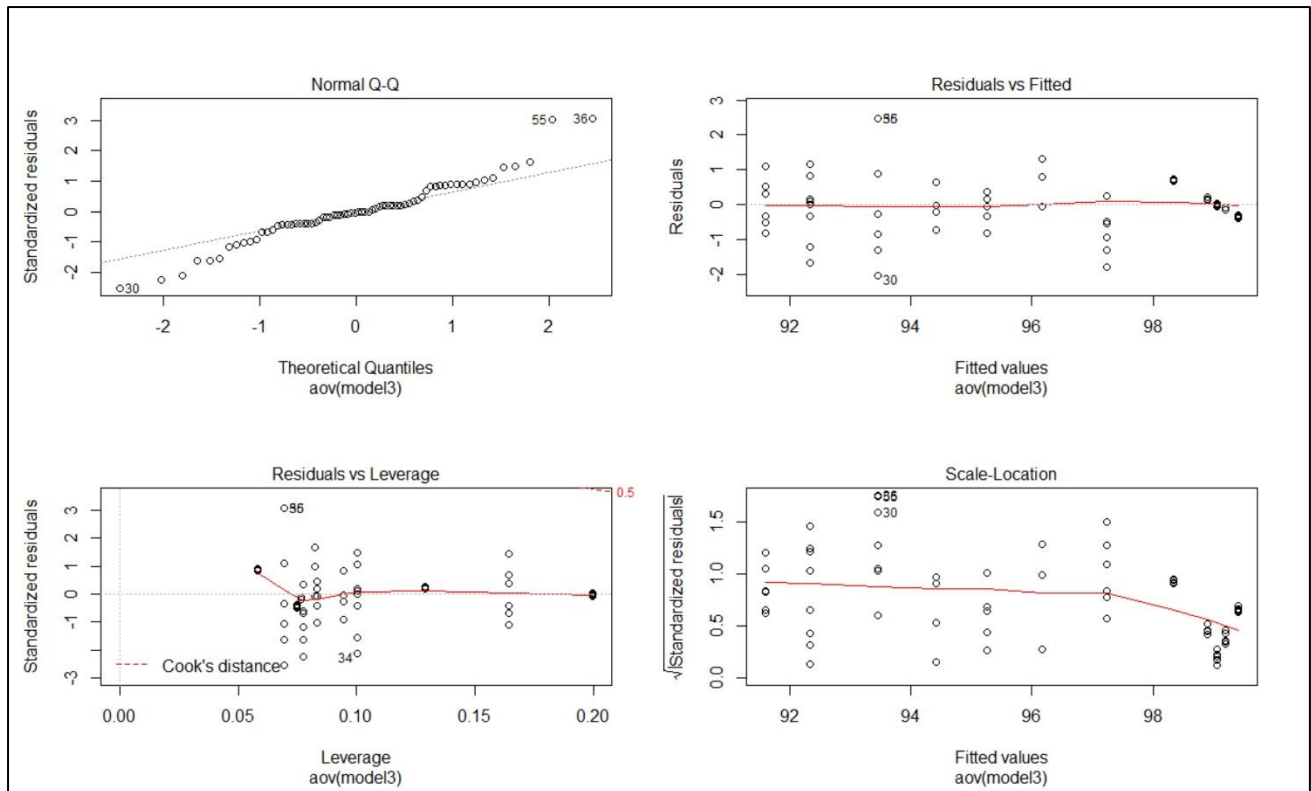 Normal Q-Q
Standardized residuals
3
2
1
0
-1
-2
55
36
30
-2
-1
0
1
2
Theoretical Quantiles
aov(model3)
Residuals vs Fitted
Residuals
3
2
1
0
-1
-2
30
92
94
96
98
Fitted values
aov(model3)
Residuals vs Leverage
Standardized residuals
3
2
1
0
-1
-3
0.5
34
Cook's distance
0.00
0.05
0.10
0.15
0.20
Leverage
aov(model3)
Scale-Location
√|Standardized residuals|
1.5
1.0
0.5
0.0
30
92
94
96
98
Fitted values
aov(model3)